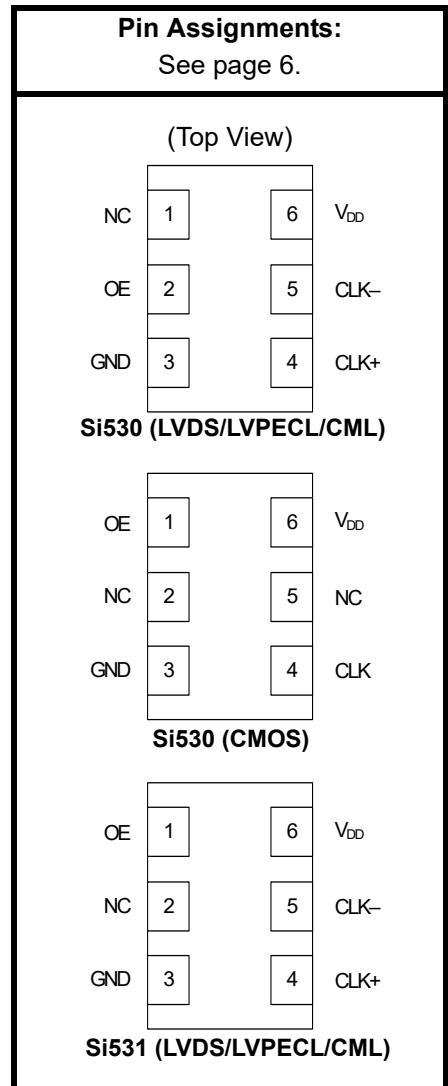 Pin Assignments:
See page 6.
(Top View)
NC 1 6 VDD
OE 2 5 CLK–
GND 3 4 CLK+
Si530 (LVDS/LVPECL/CML)
OE 1 6 VDD
NC 2 5 NC
GND 3 4 CLK
Si530 (CMOS)
OE 1 6 VDD
NC 2 5 CLK–
GND 3 4 CLK+
Si531 (LVDS/LVPECL/CML)